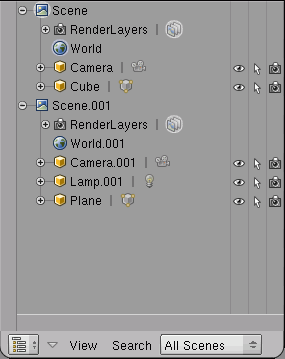 Scene
RenderLayers
World
Camera
Cube
Scene.001
RenderLayers
World.001
Camera.001
Lamp.001
Plane
View Search All Scenes